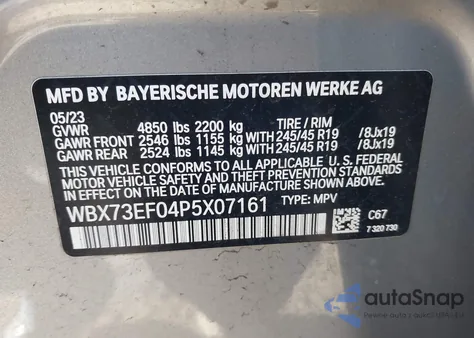 MFD BY BAYERISCHE MOTOREN WERKE AG
05/23
GVWR 4850 lbs 2200 kg TIRE / RIM
GAWR FRONT 2546 lbs 1155 kg WITH 245/45 R19 /8Jx19
GAWR REAR 2524 lbs 1145 kg WITH 245/45 R19 /8Jx19
THIS VEHICLE CONFORMS TO ALL APPLICABLE U. S. FEDERAL
MOTOR VEHICLE SAFETY, BUMPER, AND THEFT PREVENTION
STANDARDS IN EFFECT ON THE DATE OF MANUFACTURE SHOWN ABOVE.
WBX73EF04P5X07161 TYPE: MPV
C67
7 320 730
autoSnap